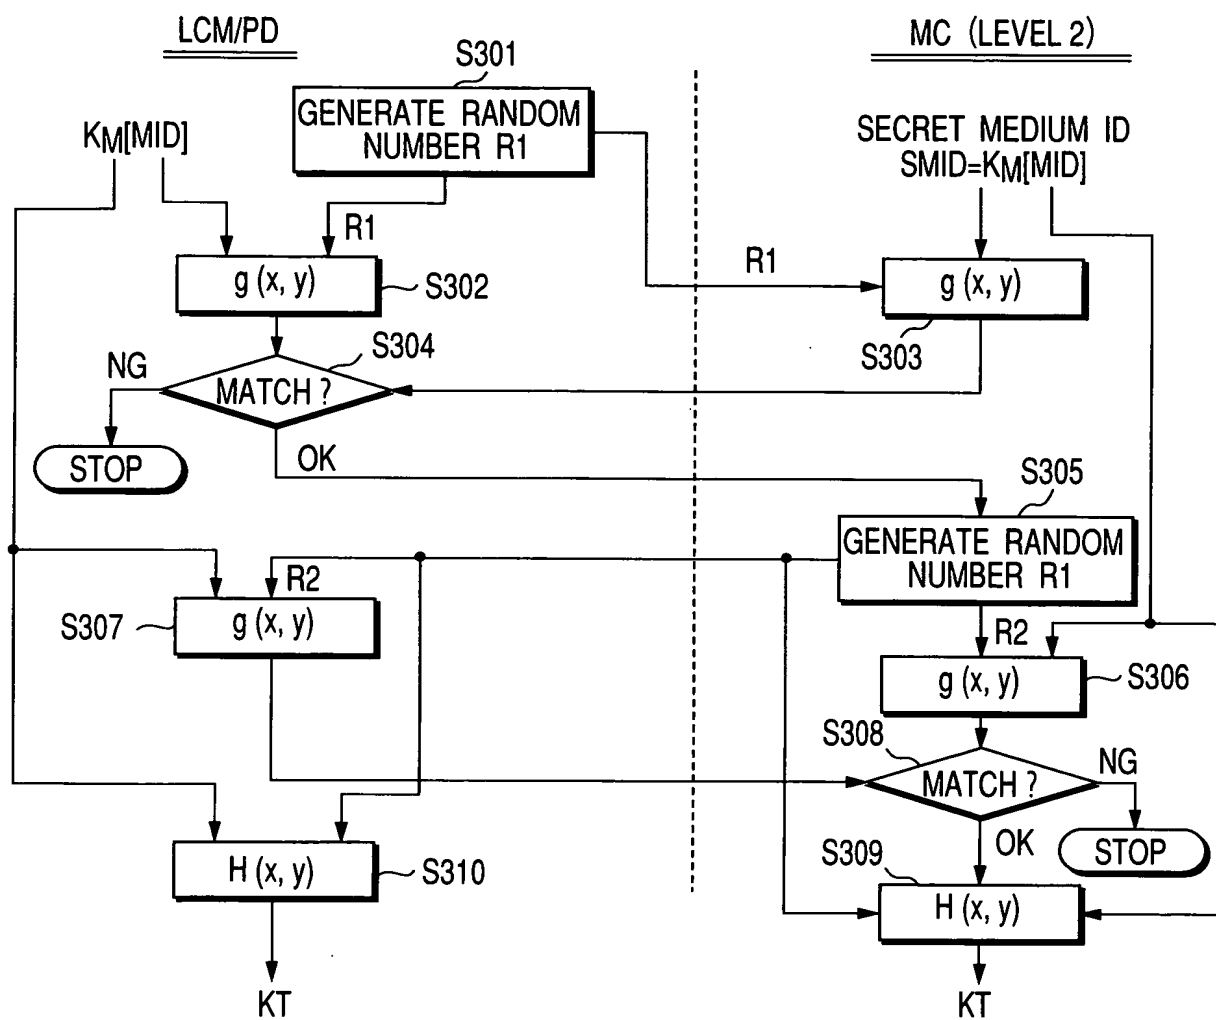 LCM/PD
MC (LEVEL 2)
S301
GENERATE RANDOM
NUMBER R1
KM[MID]
SECRET MEDIUM ID
SMID=KM[MID]
R1
R1
g (x, y)
S302
g (x, y)
S303
S304
NG
MATCH ?
STOP
OK
S305
GENERATE RANDOM
NUMBER R1
R2
S307
g (x, y)
R2
g (x, y)
S306
S308
MATCH ?
NG
OK
STOP
S309
H (x, y)
S310
H (x, y)
KT
KT